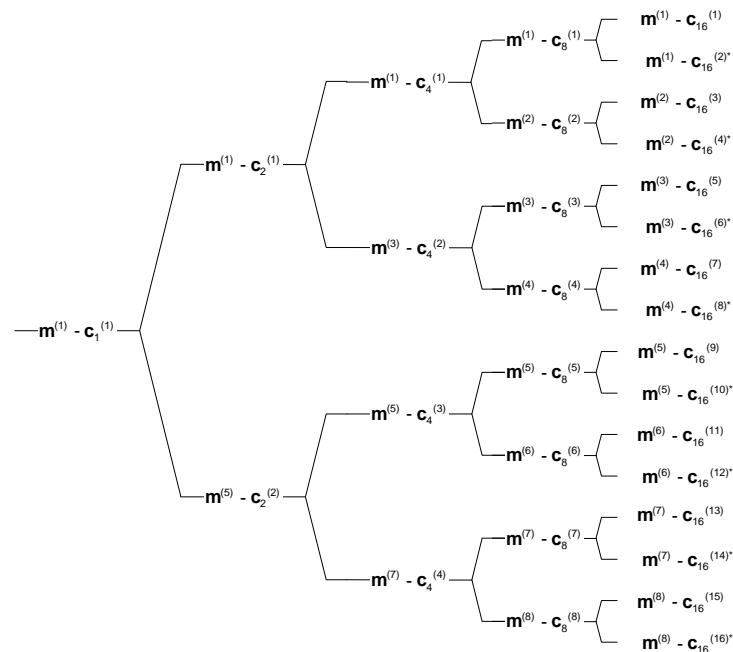 m(1) - c16(1)
m(1) - c8(1)
m(1) - c16(2)*
m(1) - c4(1)
m(2) - c16(3)
m(2) - c8(2)
m(2) - c16(4)*
m(1) - c2(1)
m(3) - c16(5)
m(3) - c8(3)
m(3) - c16(6)*
m(3) - c4(2)
m(4) - c16(7)
m(4) - c8(4)
m(4) - c16(8)*
m(1) - c1(1)
m(5) - c16(9)
m(5) - c8(5)
m(5) - c16(10)*
m(5) - c4(3)
m(6) - c16(11)
m(6) - c8(6)
m(6) - c16(12)*
m(5) - c2(2)
m(7) - c16(13)
m(7) - c8(7)
m(7) - c16(14)*
m(7) - c4(4)
m(8) - c16(15)
m(8) - c8(8)
m(8) - c16(16)*